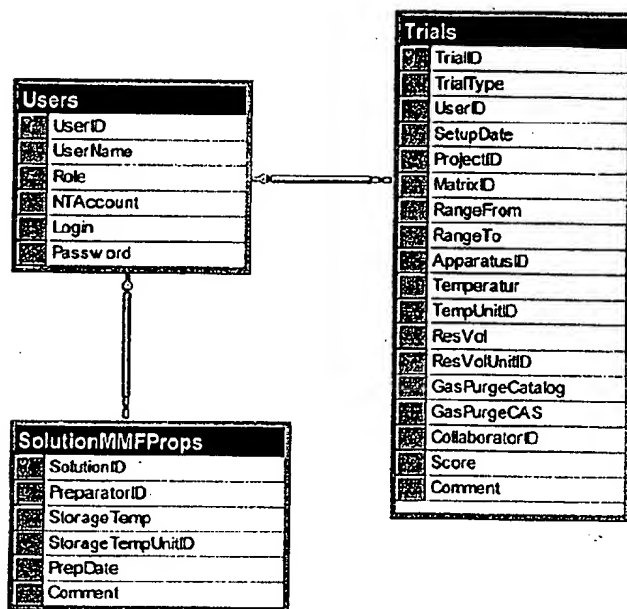 Users
UserID
UserName
Role
NTAccount
Login
Password
Trials
TrialID
TrialType
UserID
SetupDate
ProjectID
MatrixID
RangeFrom
RangeTo
ApparatusID
Temperatur
TempUnitID
ResVol
ResVolUnitID
GasPurgeCatalog
GasPurgeCAS
CollaboratorID
Score
Comment
SolutionMMFProps
SolutionID
PreparatorID
StorageTemp
StorageTempUnitID
PrepDate
Comment